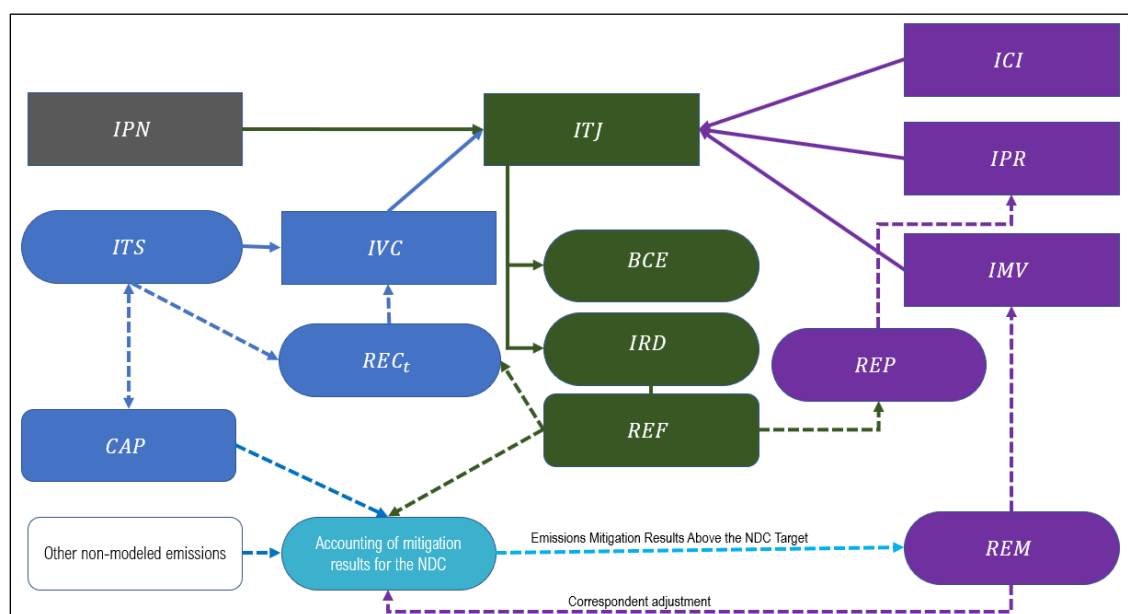 ICI
IPN
ITJ
IPR
ITS
IVC
BCE
IMV
REC_t
IRD
REP
CAP
REF
Other non-modeled emissions
Accounting of mitigation
results for the NDC
Emissions Mitigation Results Above the NDC Target
REM
Correspondent adjustment